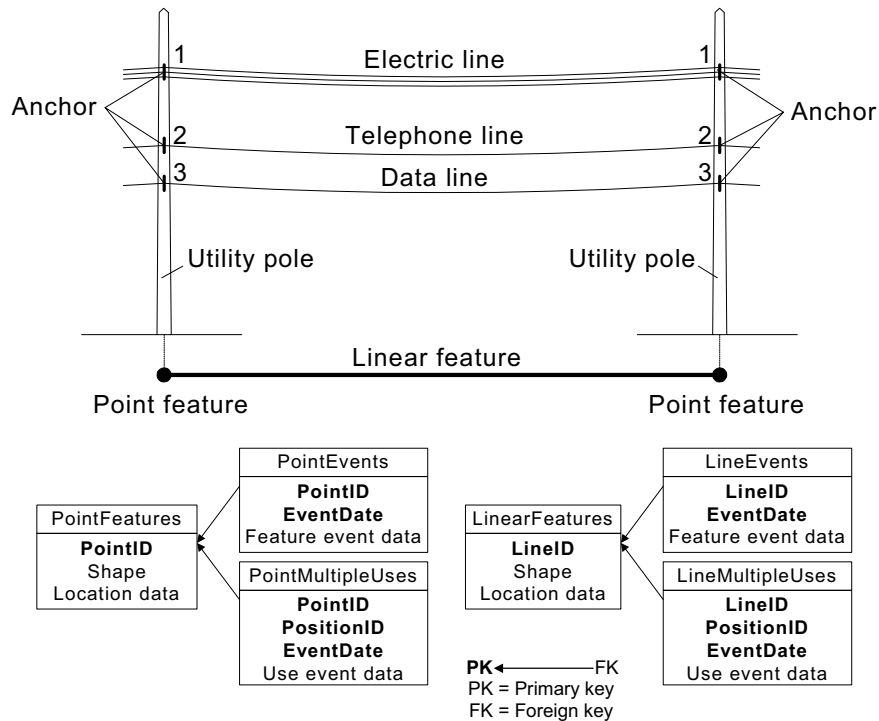 1 Electric line 1
Anchor Anchor
2 Telephone line 2
3 Data line 3
Utility pole Utility pole
Linear feature
Point feature Point feature
PointEvents
PointID
EventDate
Feature event data
PointFeatures
PointID
Shape
Location data
PointMultipleUses
PointID
PositionID
EventDate
Use event data
LineEvents
LineID
EventDate
Feature event data
LinearFeatures
LineID
Shape
Location data
LineMultipleUses
LineID
PositionID
EventDate
Use event data
PK FK
PK = Primary key
FK = Foreign key